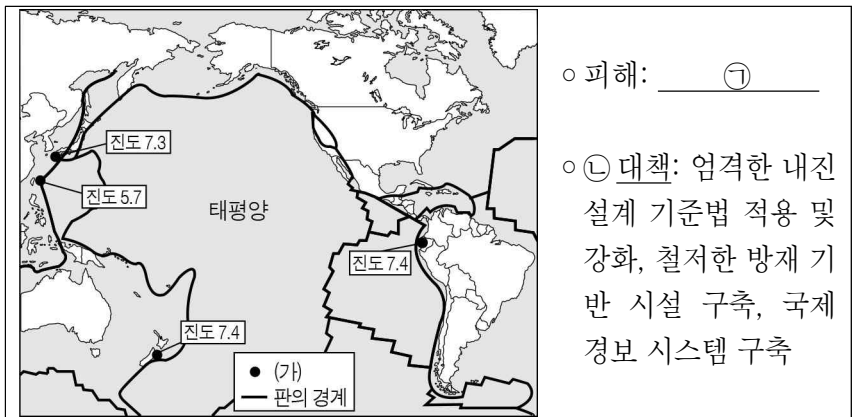 진도 7.3
진도 5.7
태평양
진도 7.4
진도 7.4
● (가)
━ 판의 경계
○ 피해: ㉠
○ ㉡ 대책: 엄격한 내진
설계 기준법 적용 및
강화, 철저한 방재 기
반 시설 구축, 국제
경보 시스템 구축